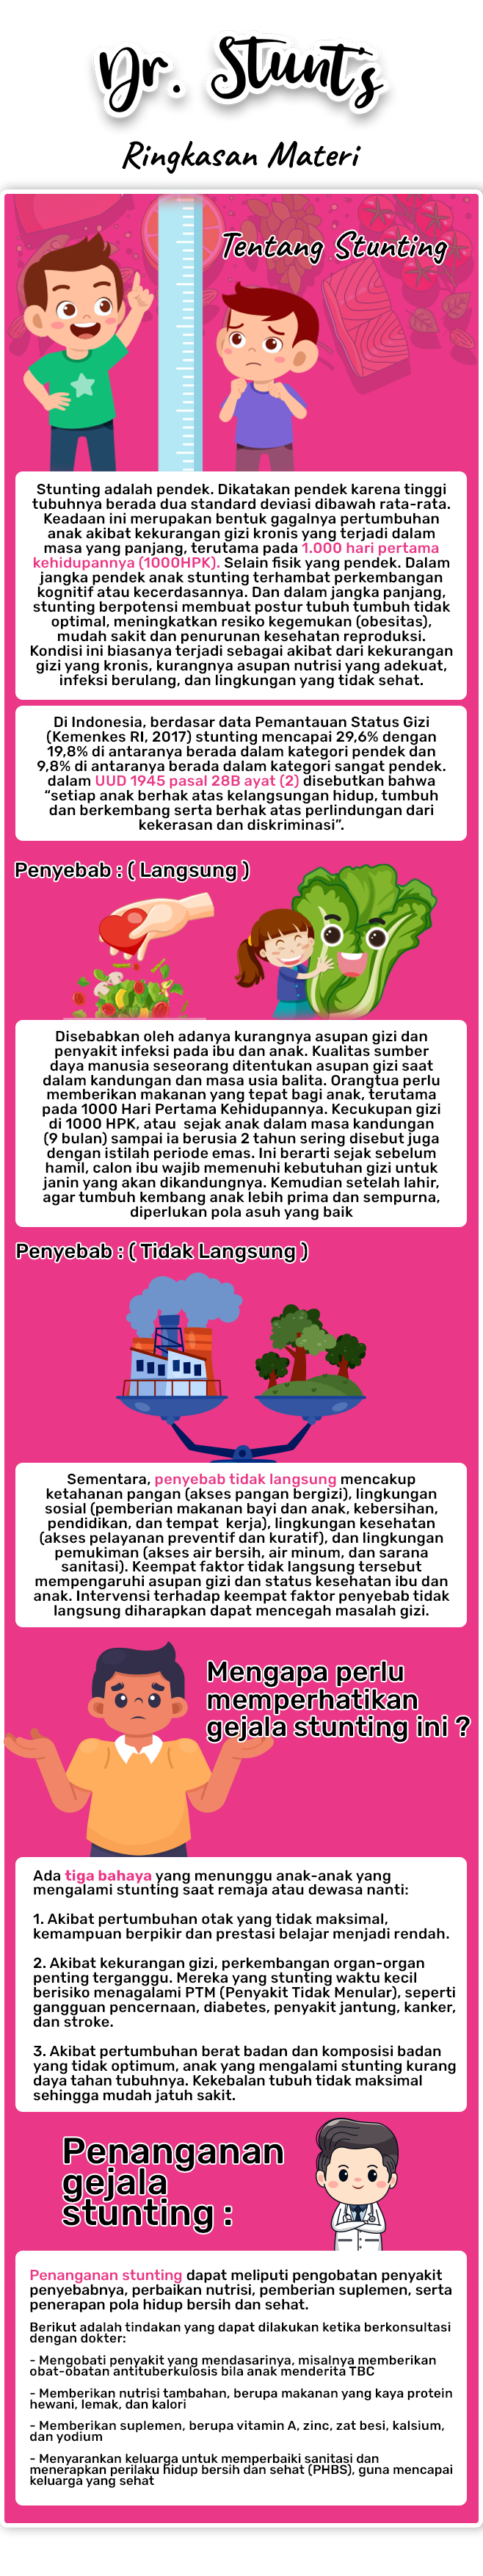 Dr. Stunt's
Ringkasan Materi
Tentang Stunting
Stunting adalah pendek. Dikatakan pendek karena tinggi
tubuhnya berada dua standard deviasi dibawah rata-rata.
Keadaan ini merupakan bentuk gagalnya pertumbuhan
anak akibat kekurangan gizi kronis yang terjadi dalam
masa yang panjang, terutama pada 1.000 hari pertama
kehidupannya (1000HPK). Selain fisik yang pendek. Dalam
jangka pendek anak stunting terhambat perkembangan
kognitif atau kecerdasannya. Dan dalam jangka panjang,
stunting berpotensi membuat postur tubuh tumbuh tidak
optimal, meningkatkan resiko kegemukan (obesitas),
mudah sakit dan penurunan kesehatan reproduksi.
Kondisi ini biasanya terjadi sebagai akibat dari kekurangan
gizi yang kronis, kurangnya asupan nutrisi yang adekuat,
infeksi berulang, dan lingkungan yang tidak sehat.
Di Indonesia, berdasar data Pemantauan Status Gizi
(Kemenkes RI, 2017) stunting mencapai 29,6% dengan
19,8% di antaranya berada dalam kategori pendek dan
9,8% di antaranya berada dalam kategori sangat pendek.
dalam UUD 1945 pasal 28B ayat (2) disebutkan bahwa
“setiap anak berhak atas kelangsungan hidup, tumbuh
dan berkembang serta berhak atas perlindungan dari
kekerasan dan diskriminasi”.
Penyebab : ( Langsung )
Disebabkan oleh adanya kurangnya asupan gizi dan
penyakit infeksi pada ibu dan anak. Kualitas sumber
daya manusia seseorang ditentukan asupan gizi saat
dalam kandungan dan masa usia balita. Orangtua perlu
memberikan makanan yang tepat bagi anak, terutama
pada 1000 Hari Pertama Kehidupannya. Kecukupan gizi
di 1000 HPK, atau sejak anak dalam masa kandungan
(9 bulan) sampai ia berusia 2 tahun sering disebut juga
dengan istilah periode emas. Ini berarti sejak sebelum
hamil, calon ibu wajib memenuhi kebutuhan gizi untuk
janin yang akan dikandungnya. Kemudian setelah lahir,
agar tumbuh kembang anak lebih prima dan sempurna,
diperlukan pola asuh yang baik
Penyebab : ( Tidak Langsung )
Sementara, penyebab tidak langsung mencakup
ketahanan pangan (akses pangan bergizi), lingkungan
sosial (pemberian makanan bayi dan anak, kebersihan,
pendidikan, dan tempat kerja), lingkungan kesehatan
(akses pelayanan preventif dan kuratif), dan lingkungan
pemukiman (akses air bersih, air minum, dan sarana
sanitasi). Keempat faktor tidak langsung tersebut
mempengaruhi asupan gizi dan status kesehatan ibu dan
anak. Intervensi terhadap keempat faktor penyebab tidak
langsung diharapkan dapat mencegah masalah gizi.
Mengapa perlu
memperhatikan
gejala stunting ini ?
Ada tiga bahaya yang menunggu anak-anak yang
mengalami stunting saat remaja atau dewasa nanti:
1. Akibat pertumbuhan otak yang tidak maksimal,
kemampuan berpikir dan prestasi belajar menjadi rendah.
2. Akibat kekurangan gizi, perkembangan organ-organ
penting terganggu. Mereka yang stunting waktu kecil
berisiko menagalami PTM (Penyakit Tidak Menular), seperti
gangguan pencernaan, diabetes, penyakit jantung, kanker,
dan stroke.
3. Akibat pertumbuhan berat badan dan komposisi badan
yang tidak optimum, anak yang mengalami stunting kurang
daya tahan tubuhnya. Kekebalan tubuh tidak maksimal
sehingga mudah jatuh sakit.
Penanganan
gejala
stunting :
Penanganan stunting dapat meliputi pengobatan penyakit
penyebabnya, perbaikan nutrisi, pemberian suplemen, serta
penerapan pola hidup bersih dan sehat.
Berikut adalah tindakan yang dapat dilakukan ketika berkonsultasi
dengan dokter:
- Mengobati penyakit yang mendasarinya, misalnya memberikan
obat-obatan antituberkulosis bila anak menderita TBC
- Memberikan nutrisi tambahan, berupa makanan yang kaya protein
hewani, lemak, dan kalori
- Memberikan suplemen, berupa vitamin A, zinc, zat besi, kalsium,
dan yodium
- Menyarankan keluarga untuk memperbaiki sanitasi dan
menerapkan perilaku hidup bersih dan sehat (PHBS), guna mencapai
keluarga yang sehat